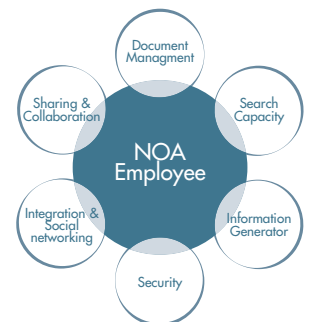 Document
Managment
Sharing &
Collaboration
Search
Capacity
NOA
Employee
Integration &
Social
networking
Information
Generator
Security